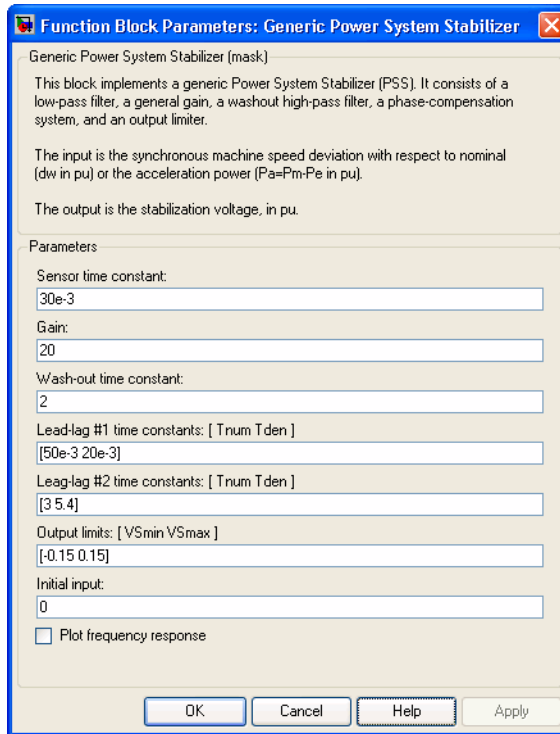 Function Block Parameters: Generic Power System Stabilizer
Generic Power System Stabilizer (mask)
This block implements a generic Power System Stabilizer (PSS). It consists of a
low-pass filter, a general gain, a washout high-pass filter, a phase-compensation
system, and an output limiter.
The input is the synchronous machine speed deviation with respect to nominal
(dw in pu) or the acceleration power (Pa=Pm-Pe in pu).
The output is the stabilization voltage, in pu.
Parameters
Sensor time constant:
30e-3
Gain:
20
Wash-out time constant:
2
Lead-lag #1 time constants: [ Tnum Tden ]
[50e-3 20e-3]
Leag-lag #2 time constants: [ Tnum Tden ]
[3 5.4]
Output limits: [ VSmin VSmax ]
[-0.15 0.15]
Initial input:
0
Plot frequency response
OK Cancel Help Apply